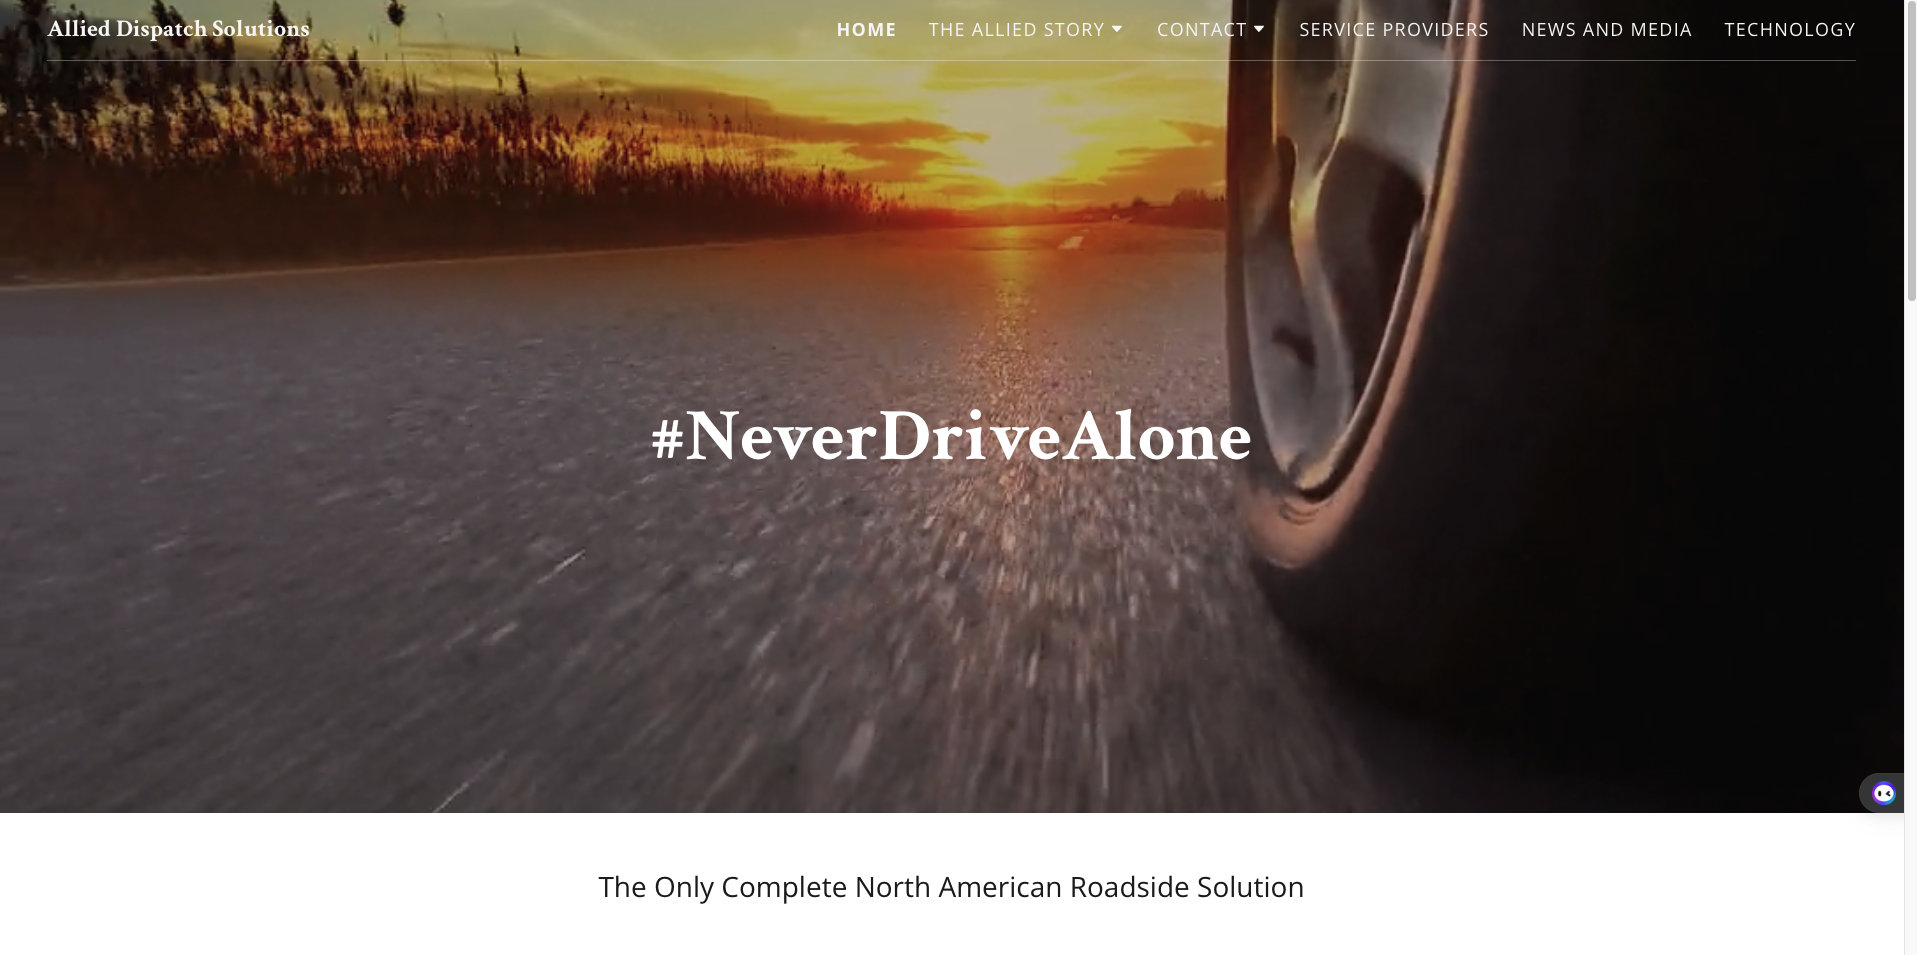 Allied Dispatch Solutions
HOME THE ALLIED STORY CONTACT SERVICE PROVIDERS NEWS AND MEDIA TECHNOLOGY
#NeverDriveAlone
The Only Complete North American Roadside Solution